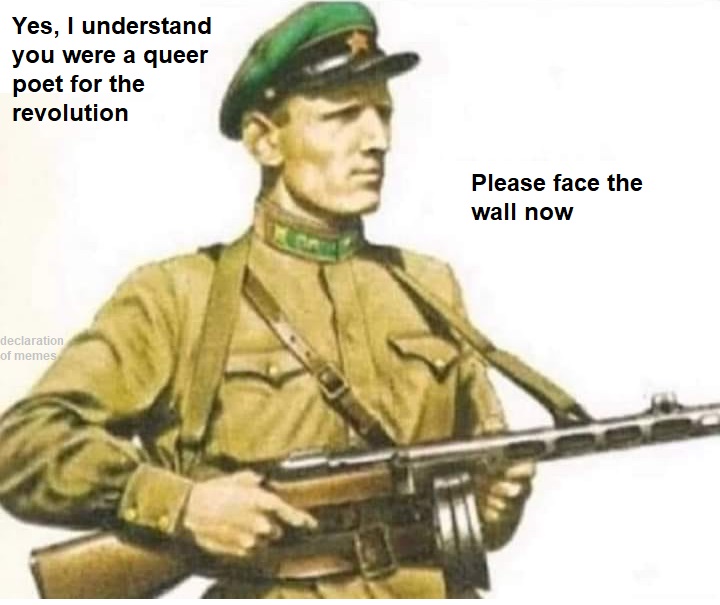 Yes, I understand
you were a queer
poet for the
revolution
Please face the
wall now
declaration
of memes